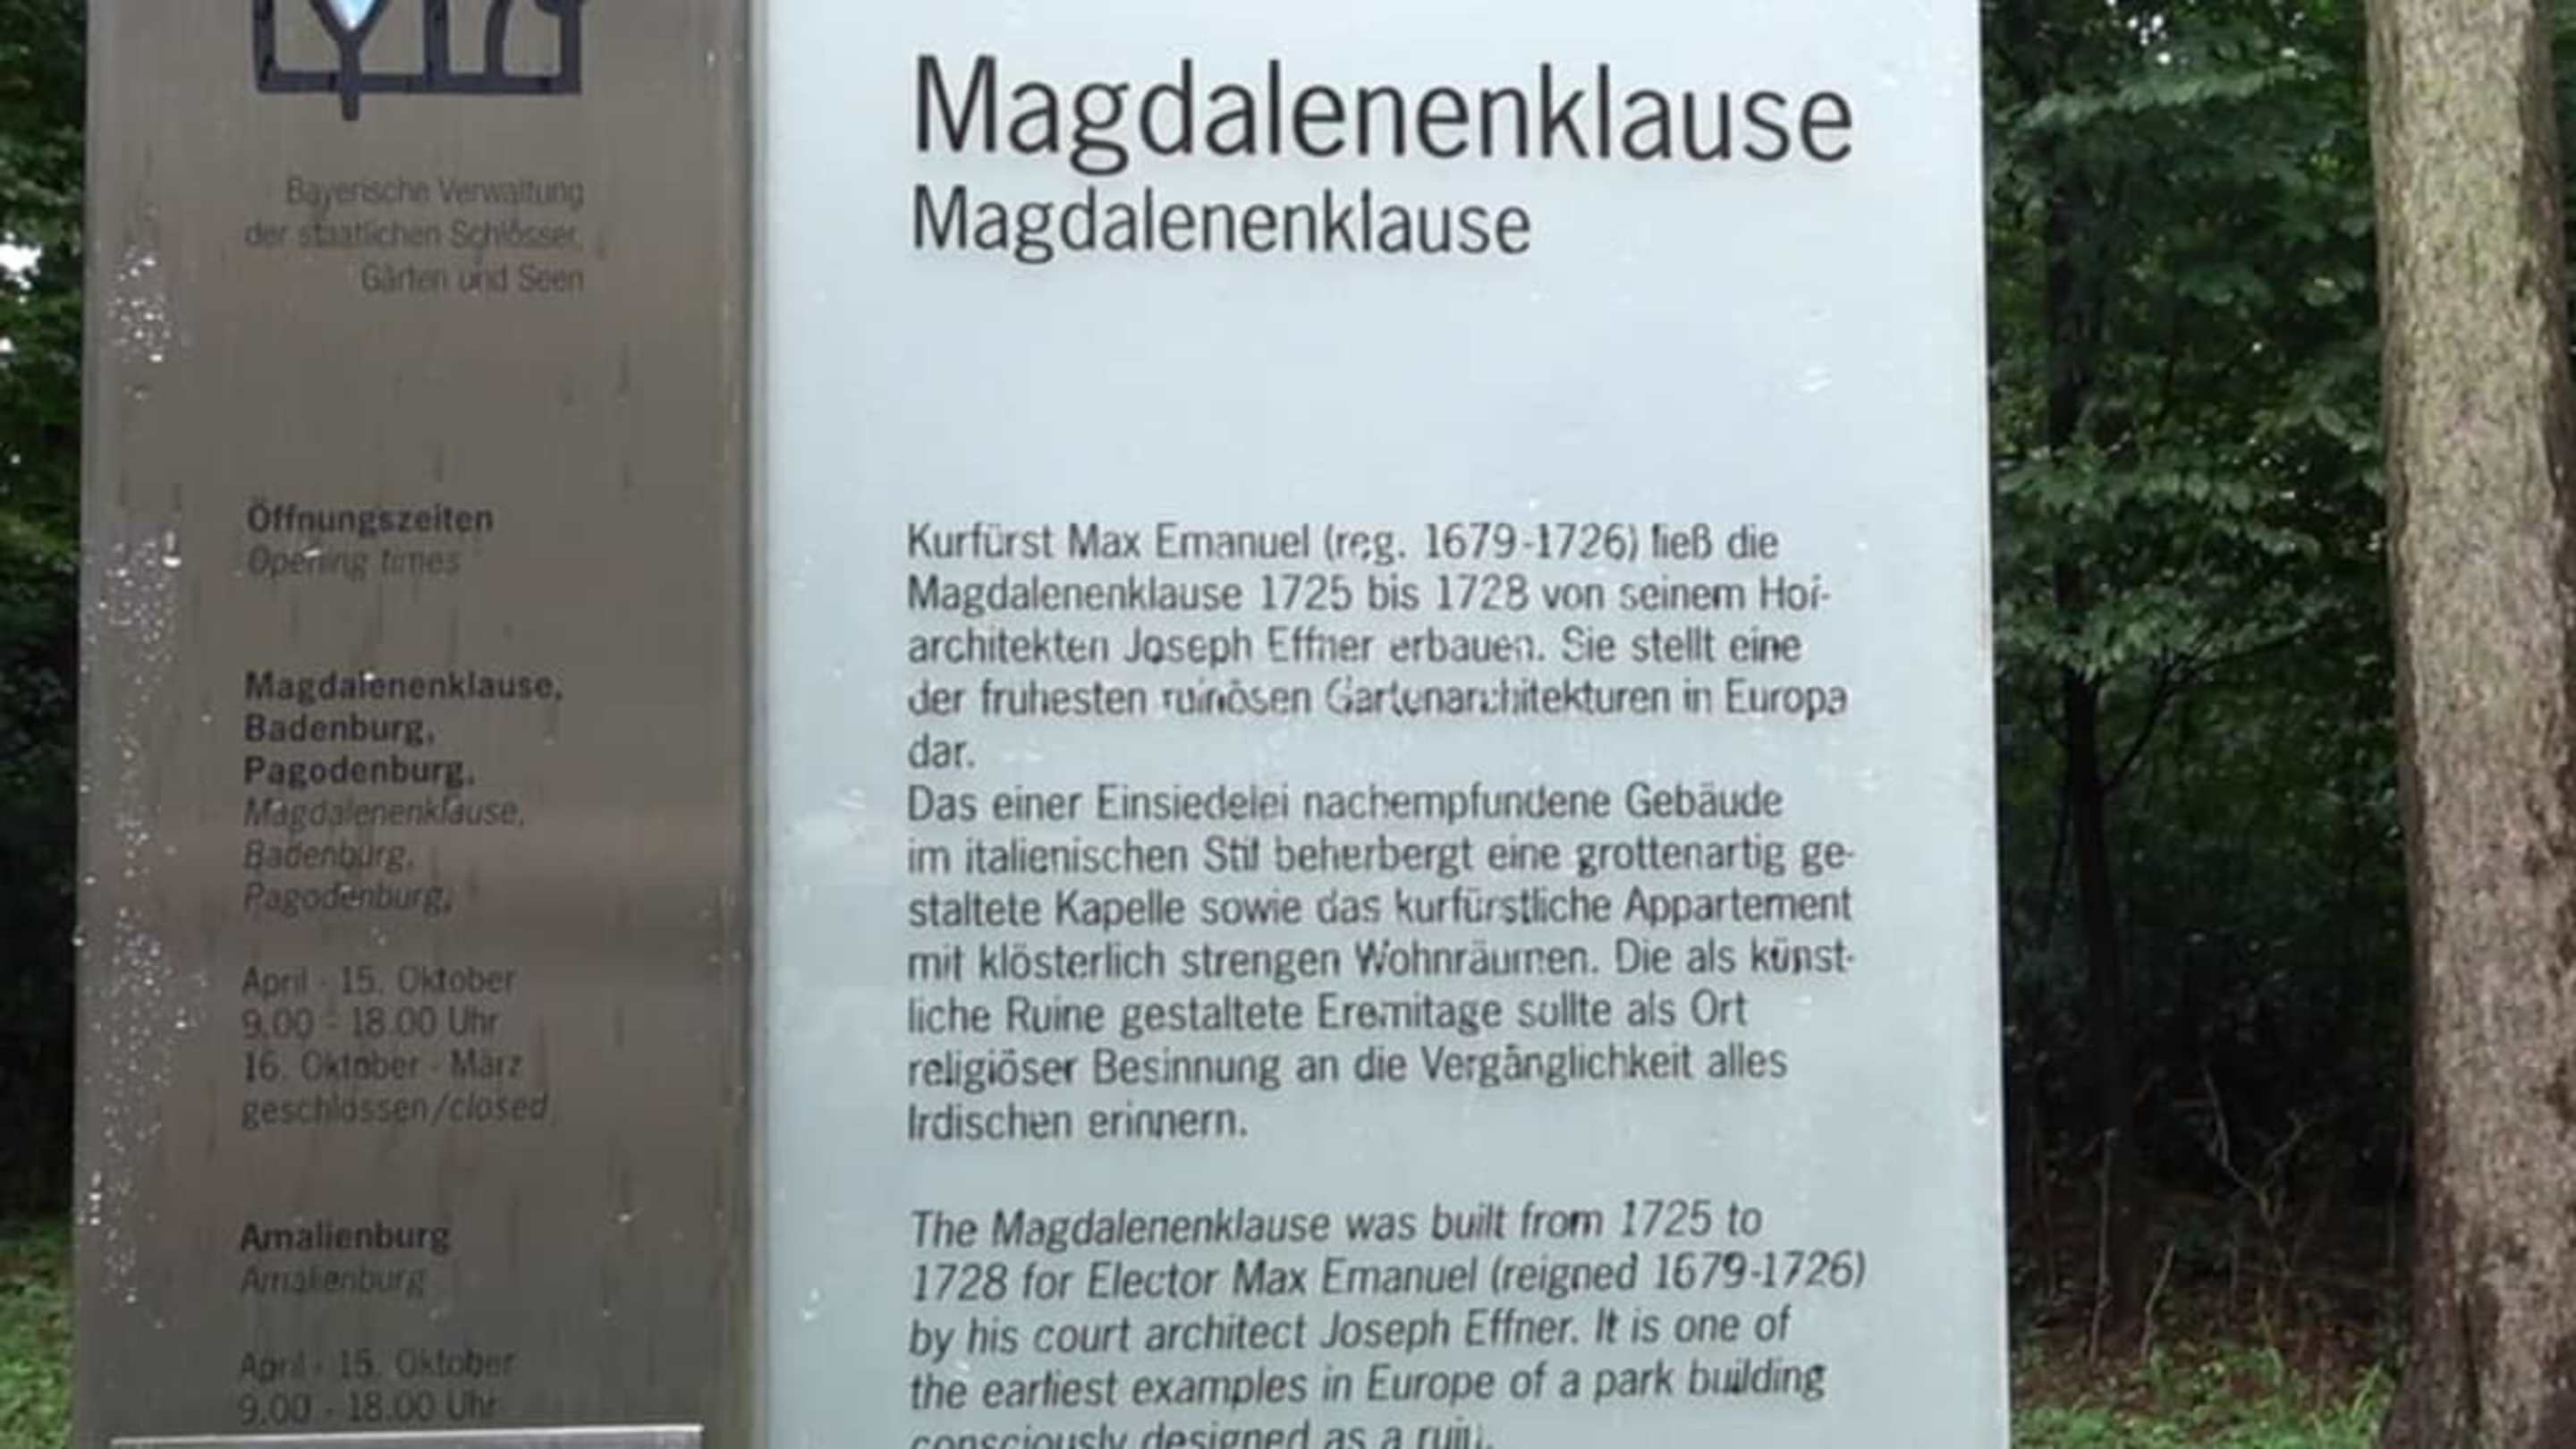 Bayerische Verwaltung
der staatlichen Schlösser,
Gärten und Seen
Öffnungszeiten
Opening times
Magdalenenklause,
Badenburg,
Pagodenburg,
Magdalenenklause,
Badenburg,
Pagodenburg,
April - 15. Oktober
9.00 - 18.00 Uhr
16. Oktober - März
geschlossen/closed
Amalienburg
Amalienburg
April - 15. Oktober
9.00 - 18.00 Uhr
Magdalenenklause
Magdalenenklause
Kurfürst Max Emanuel (reg. 1679-1726) ließ die
Magdalenenklause 1725 bis 1728 von seinem Hof-
architekten Joseph Effner erbauen. Sie stellt eine
der frühesten ruinösen Gartenarchitekturen in Europa
dar.
Das einer Einsiedelei nachempfundene Gebäude
im italienischen Stil beherbergt eine grottenartig ge-
staltete Kapelle sowie das kurfürstliche Appartement
mit klösterlich strengen Wohnräumen. Die als künst-
liche Ruine gestaltete Eremitage sollte als Ort
religiöser Besinnung an die Vergänglichkeit alles
Irdischen erinnern.
The Magdalenenklause was built from 1725 to
1728 for Elector Max Emanuel (reigned 1679-1726)
by his court architect Joseph Effner. It is one of
the earliest examples in Europe of a park building
consciously designed as a ruin.